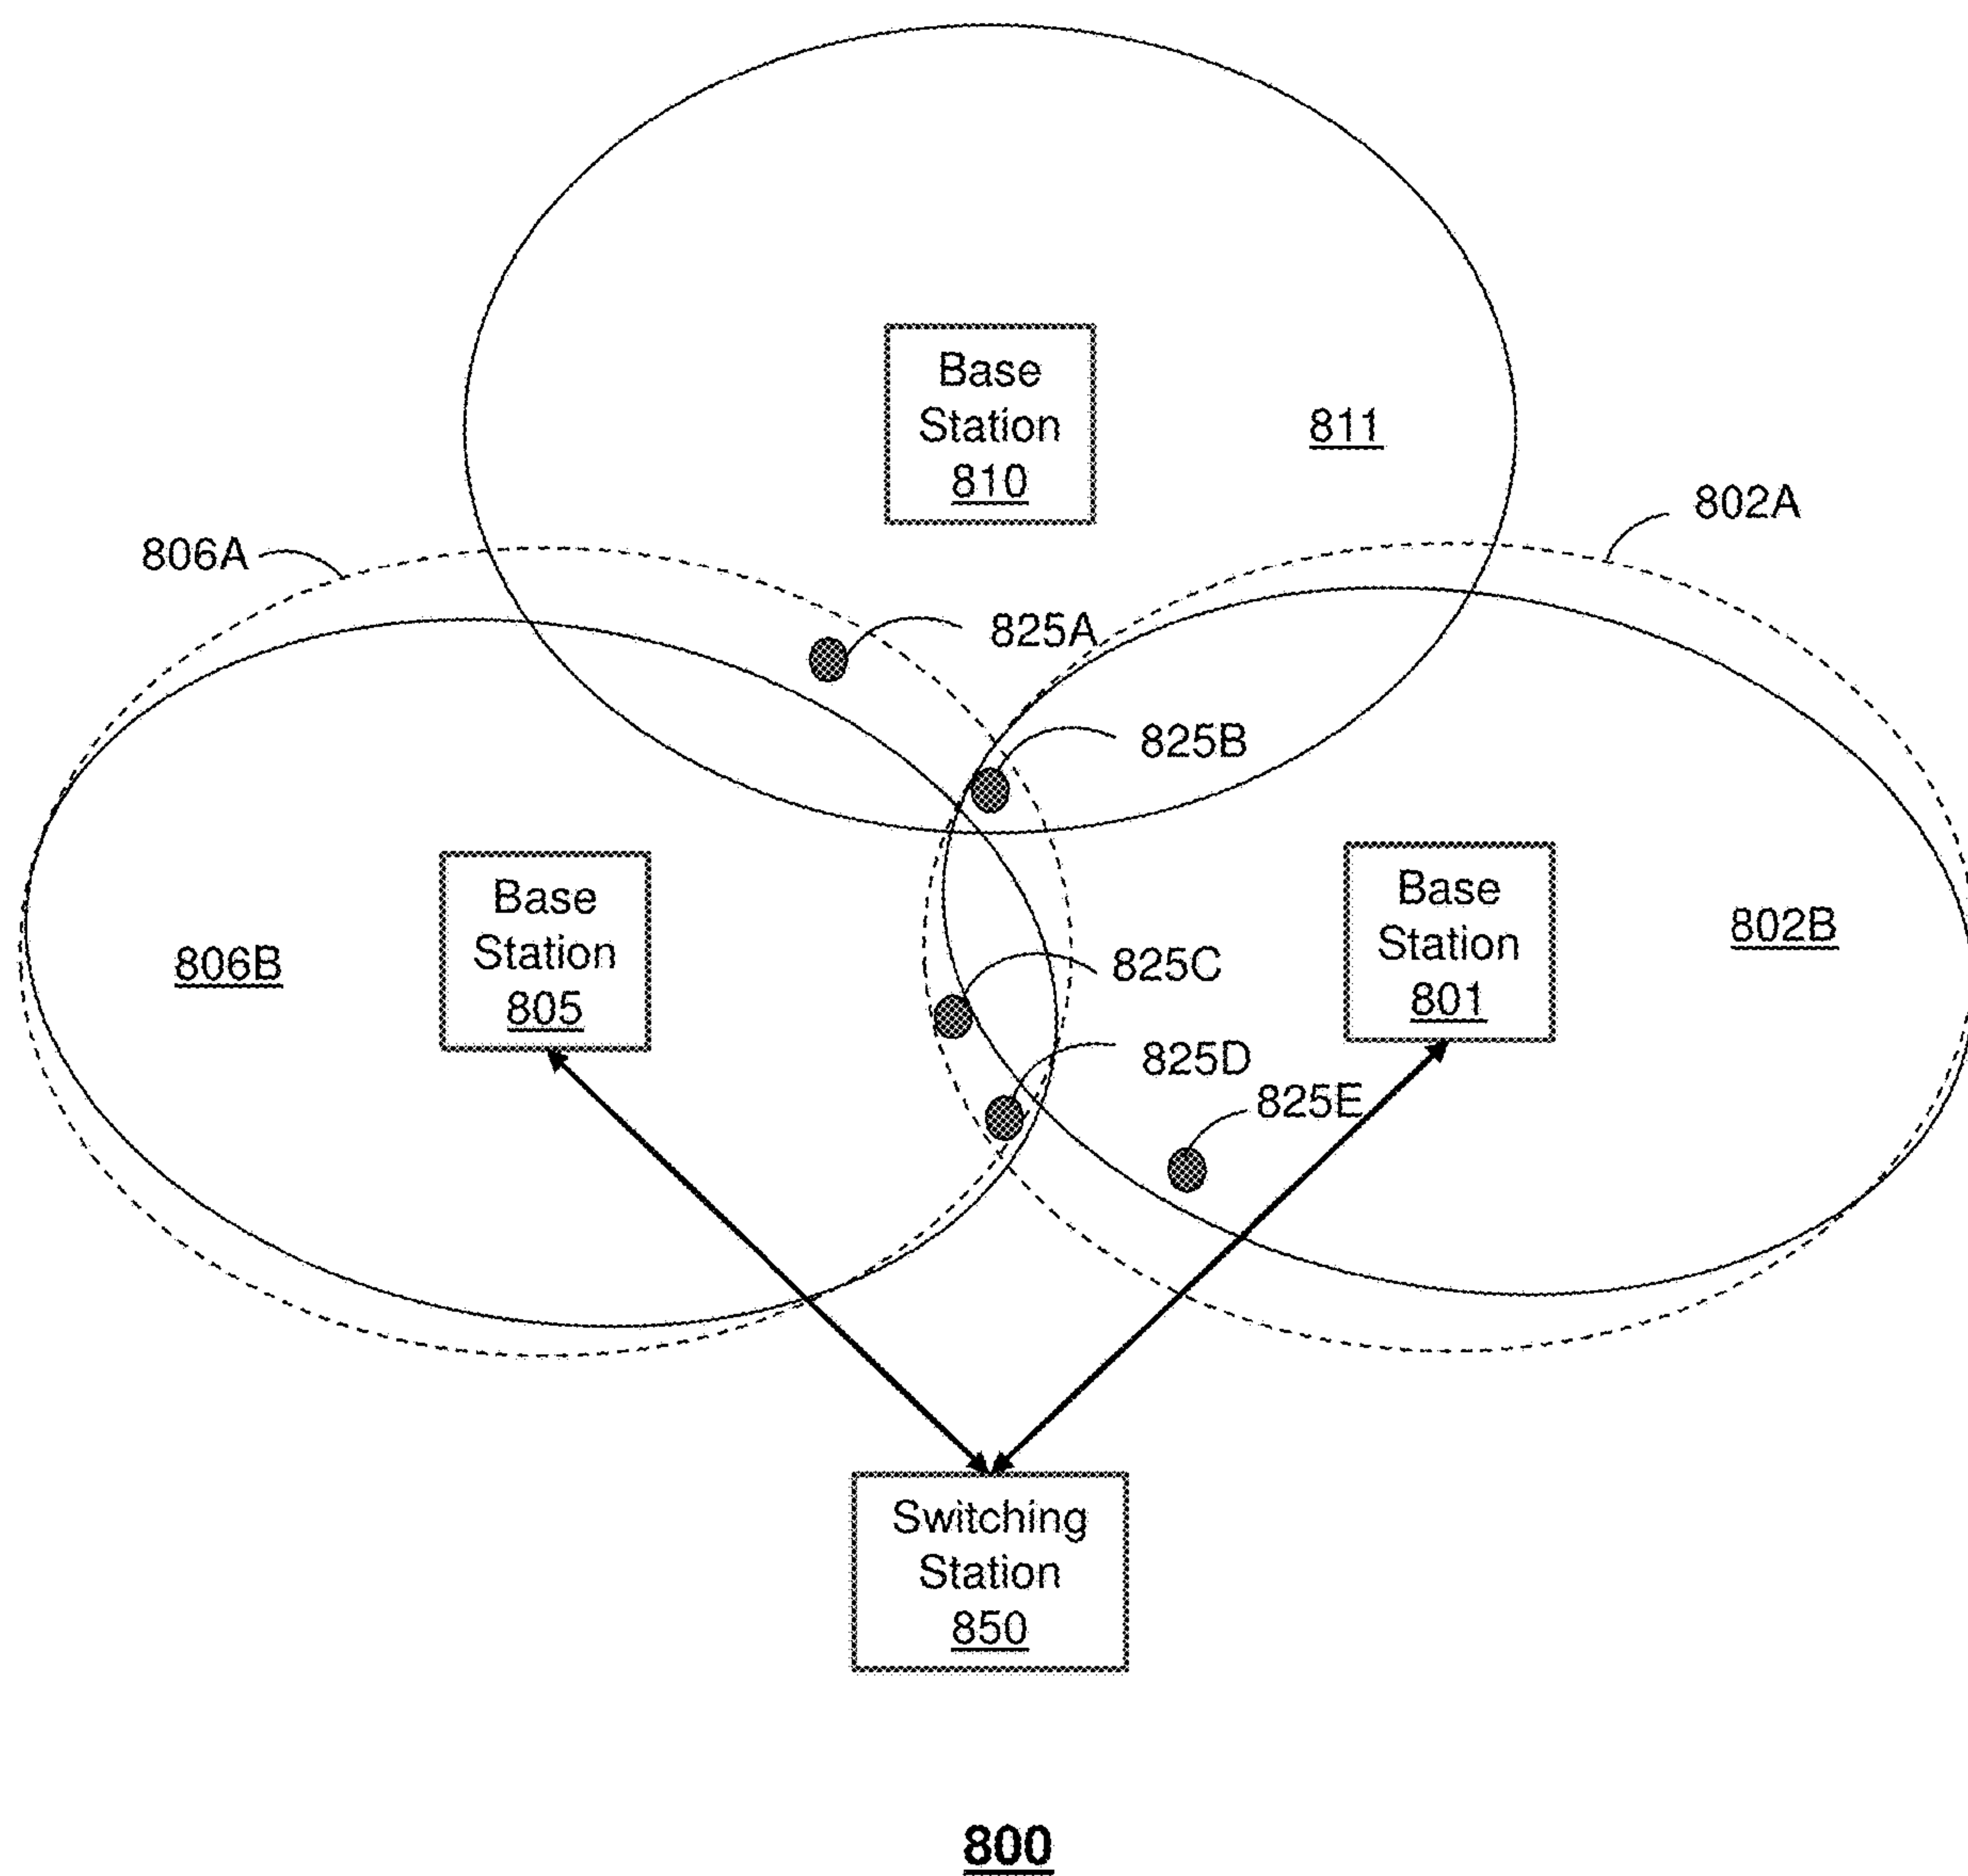 Base
Station
810
811
802A
806A
825A
825B
Base
Station
805
806B
Base
Station
801
802B
825C
825D
825E
Switching
Station
850
800